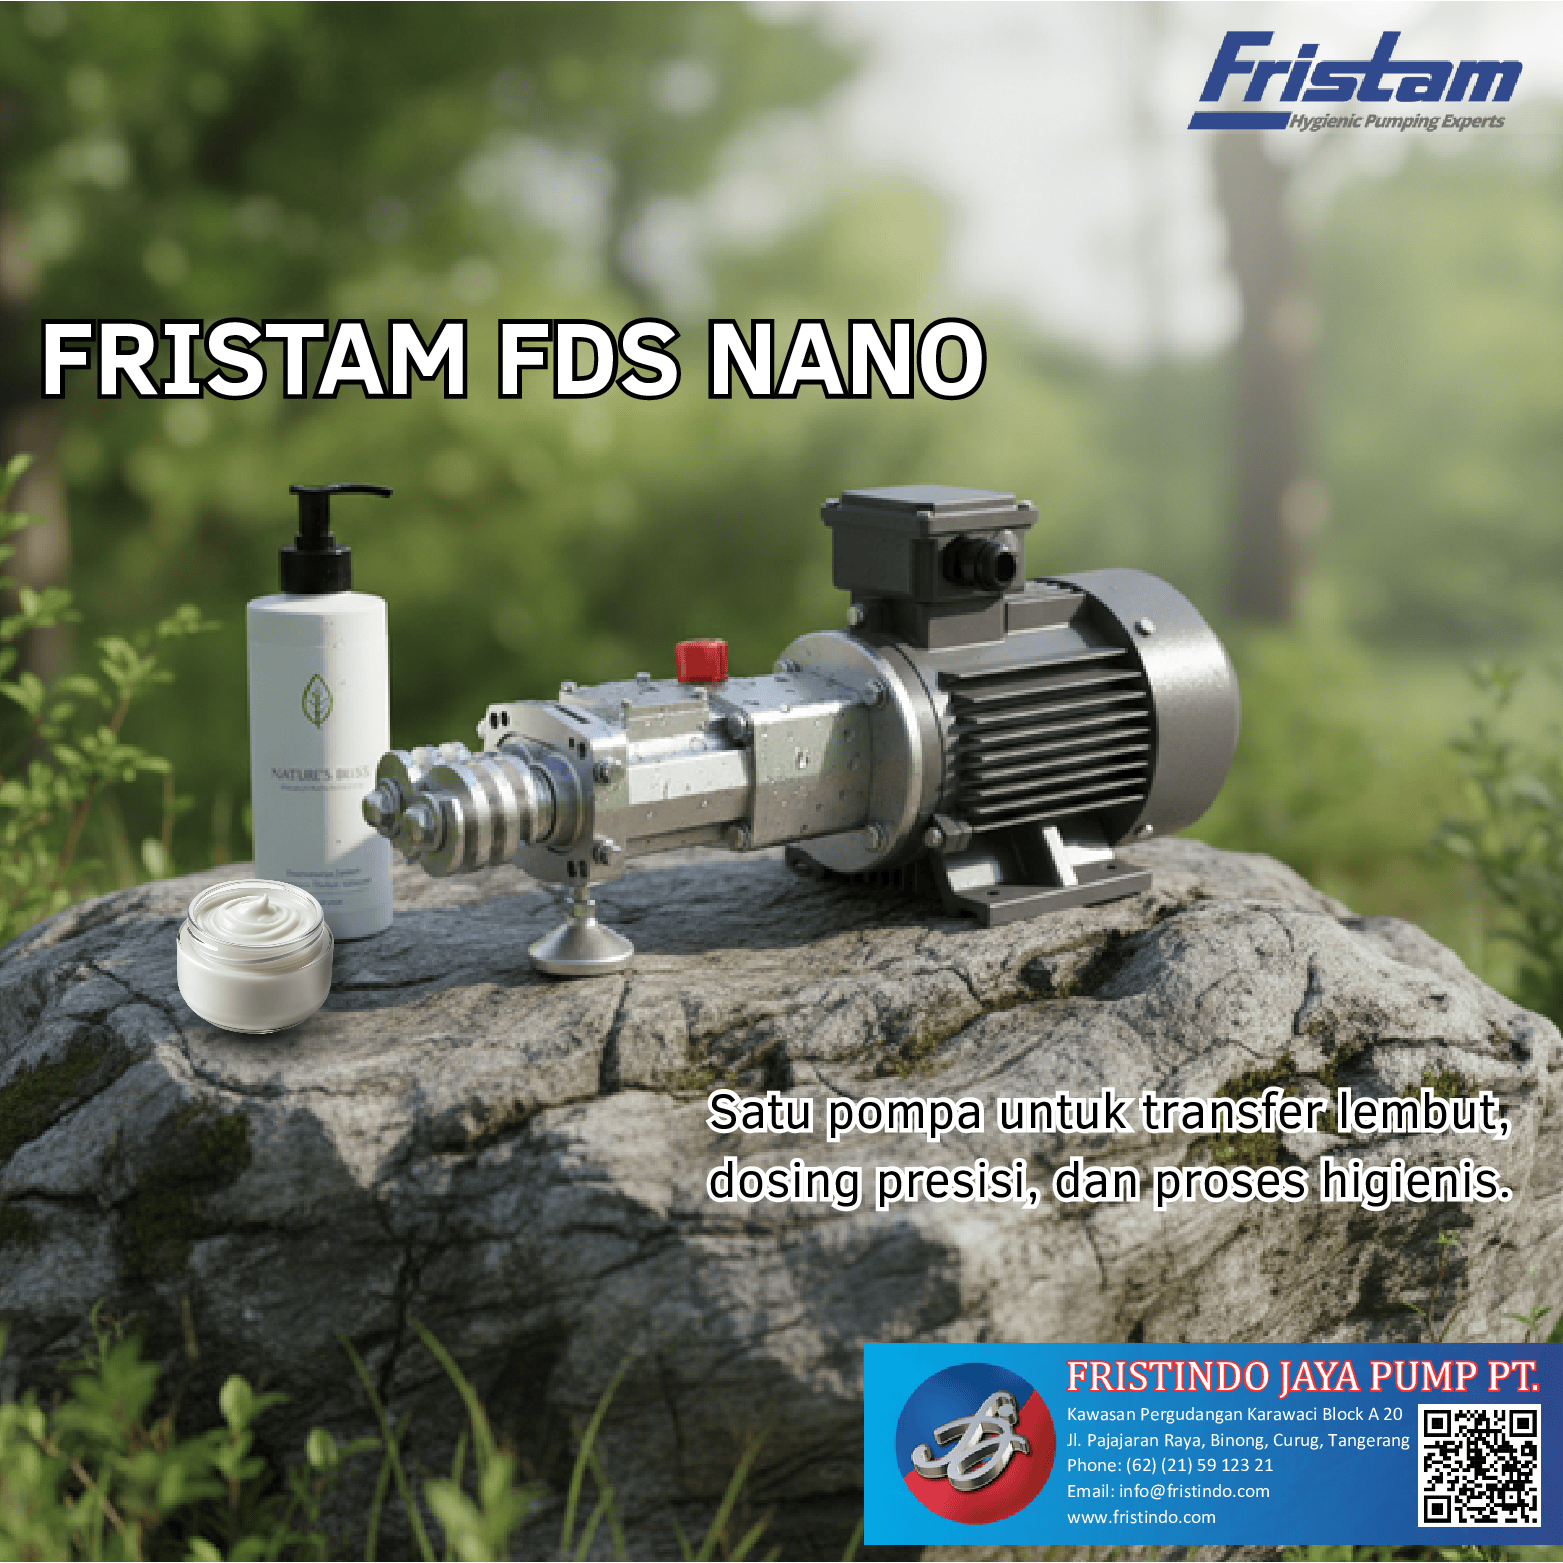 Fristam
Hygienic Pumping Experts
FRISTAM FDS NANO
NATURE'S BLISS
Satu pompa untuk transfer lembut,
dosing presisi, dan proses higienis.
FRISTINDO JAYA PUMP PT.
Kawasan Pergudangan Karawaci Block A 20
Jl. Pajajaran Raya, Binong, Curug, Tangerang
Phone: (62) (21) 59 123 21
Email: info@fristindo.com
www.fristindo.com